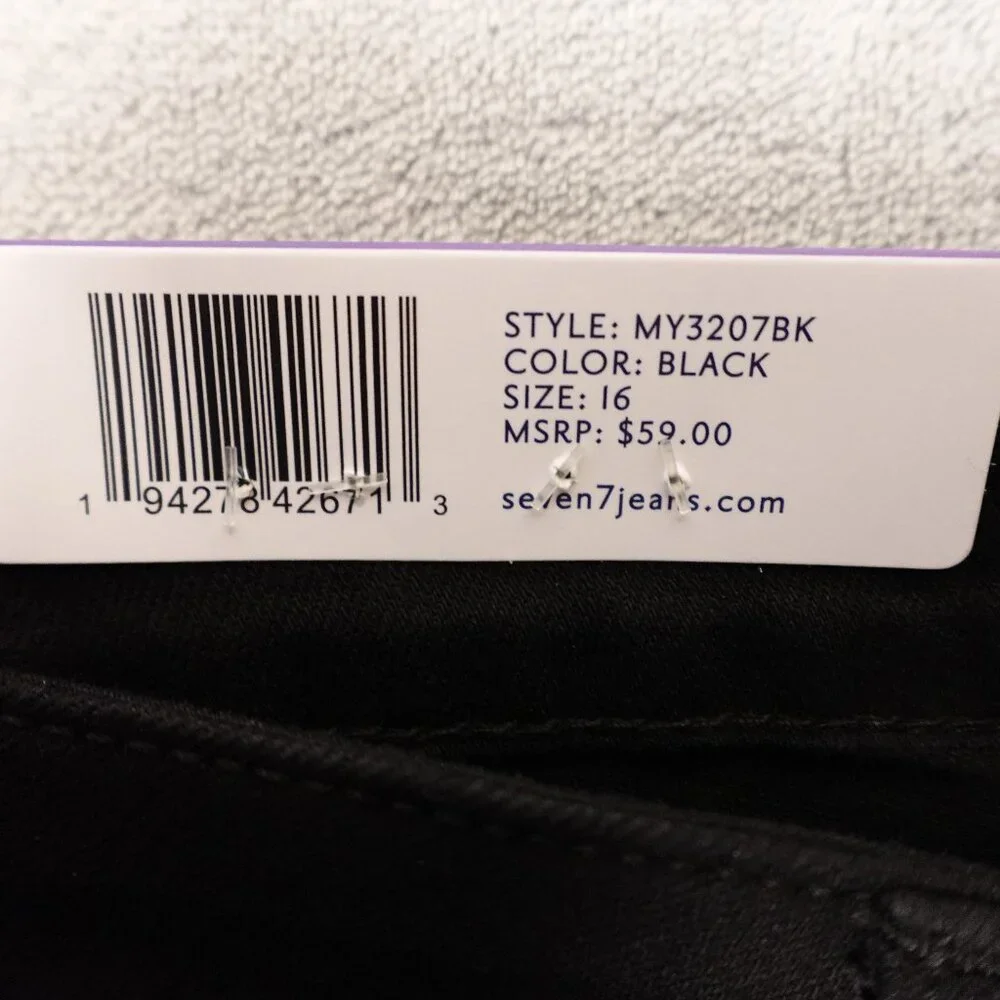 STYLE: MY3207BK
COLOR: BLACK
SIZE: 16
MSRP: $59.00
seven7jeans.com
1 94278 42671 3